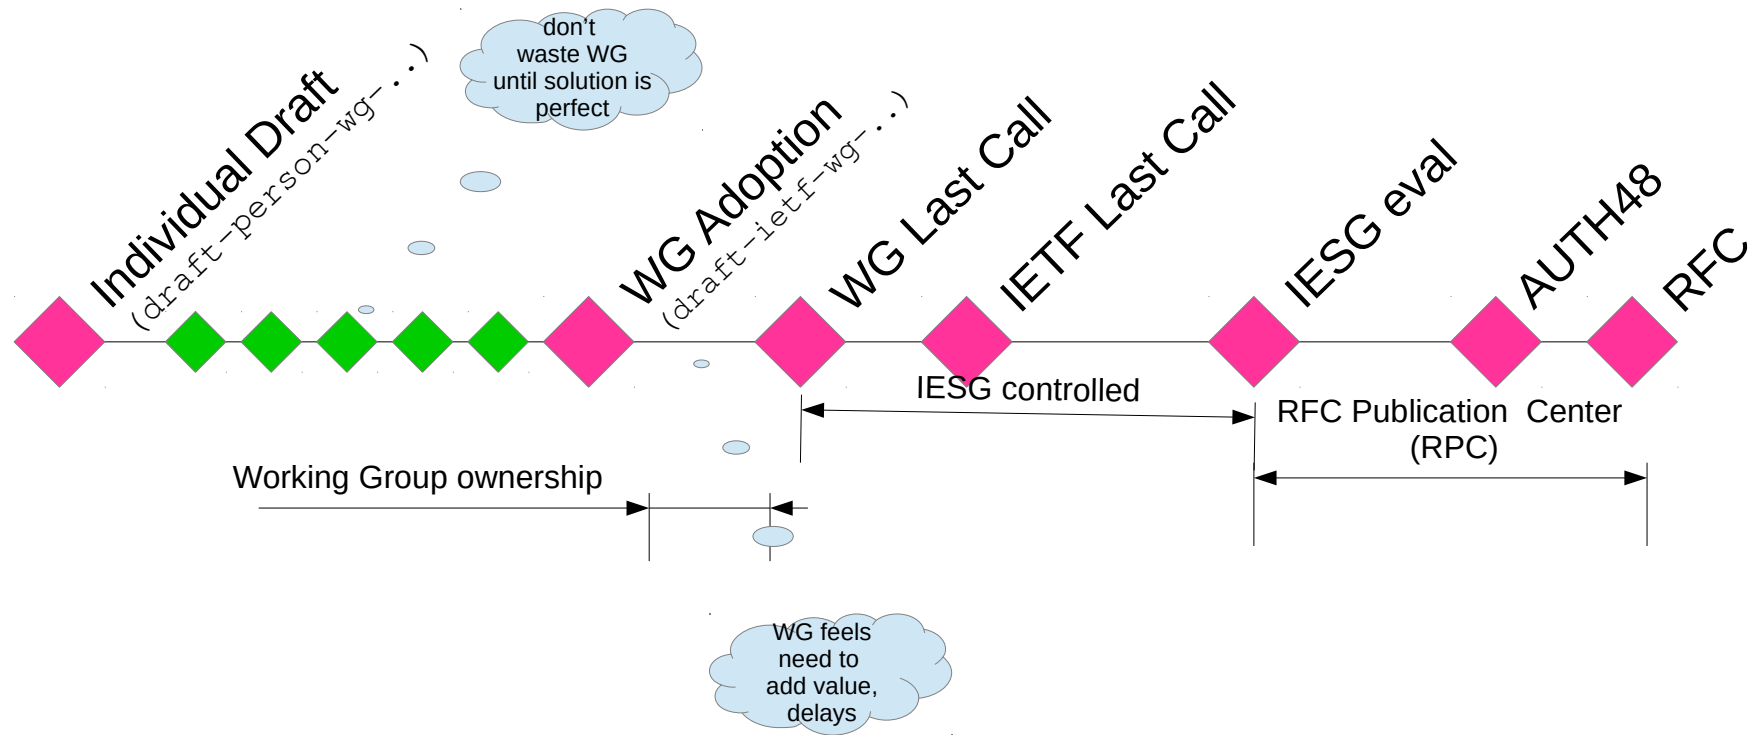 don't
waste WG
until solution is
perfect
Individual Draft
(draft-person-wg-..)
WG Adoption
(draft-ietf-wg-..)
WG Last Call
IETF Last Call
IESG eval
AUTH48
RFC
IESG controlled
RFC Publication Center
(RPC)
Working Group ownership
WG feels
need to
add value,
delays